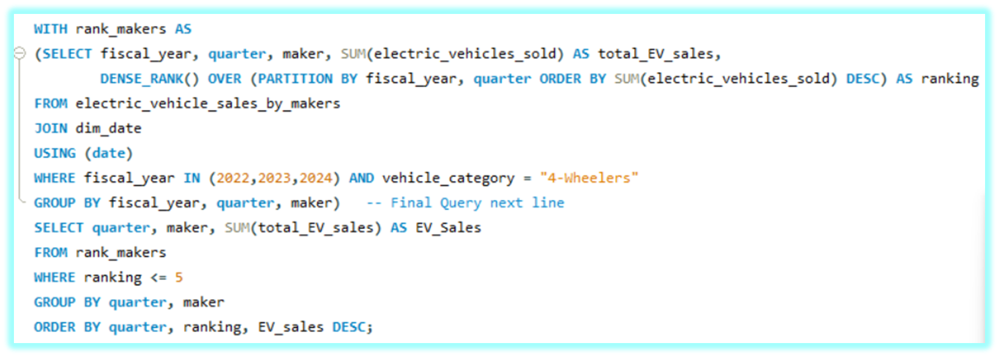 WITH rank_makers AS
(SELECT fiscal_year, quarter, maker, SUM(electric_vehicles_sold) AS total_EV_sales,
DENSE_RANK() OVER (PARTITION BY fiscal_year, quarter ORDER BY SUM(electric_vehicles_sold) DESC) AS ranking
FROM electric_vehicle_sales_by_makers
JOIN dim_date
USING (date)
WHERE fiscal_year IN (2022,2023,2024) AND vehicle_category = "4-Wheelers"
GROUP BY fiscal_year, quarter, maker)   -- Final Query next line
SELECT quarter, maker, SUM(total_EV_sales) AS EV_Sales
FROM rank_makers
WHERE ranking <= 5
GROUP BY quarter, maker
ORDER BY quarter, ranking, EV_sales DESC;